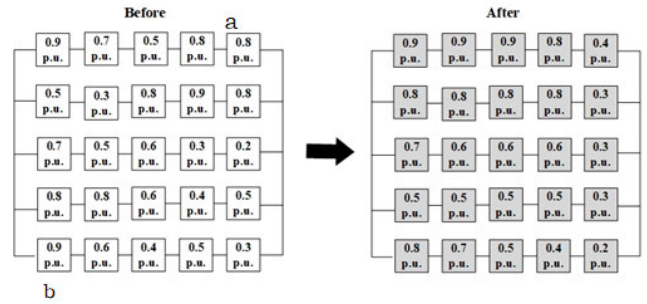 Before
a
After
0.9 p.u. 0.7 p.u. 0.5 p.u. 0.8 p.u. 0.8 p.u.
0.9 p.u. 0.9 p.u. 0.9 p.u. 0.8 p.u. 0.4 p.u.
0.5 p.u. 0.3 p.u. 0.8 p.u. 0.9 p.u. 0.8 p.u.
0.8 p.u. 0.8 p.u. 0.8 p.u. 0.8 p.u. 0.3 p.u.
0.7 p.u. 0.5 p.u. 0.6 p.u. 0.3 p.u. 0.2 p.u.
0.7 p.u. 0.6 p.u. 0.6 p.u. 0.6 p.u. 0.3 p.u.
0.8 p.u. 0.8 p.u. 0.6 p.u. 0.4 p.u. 0.5 p.u.
0.5 p.u. 0.5 p.u. 0.5 p.u. 0.5 p.u. 0.3 p.u.
0.9 p.u. 0.6 p.u. 0.4 p.u. 0.5 p.u. 0.3 p.u.
0.8 p.u. 0.7 p.u. 0.5 p.u. 0.4 p.u. 0.2 p.u.
b